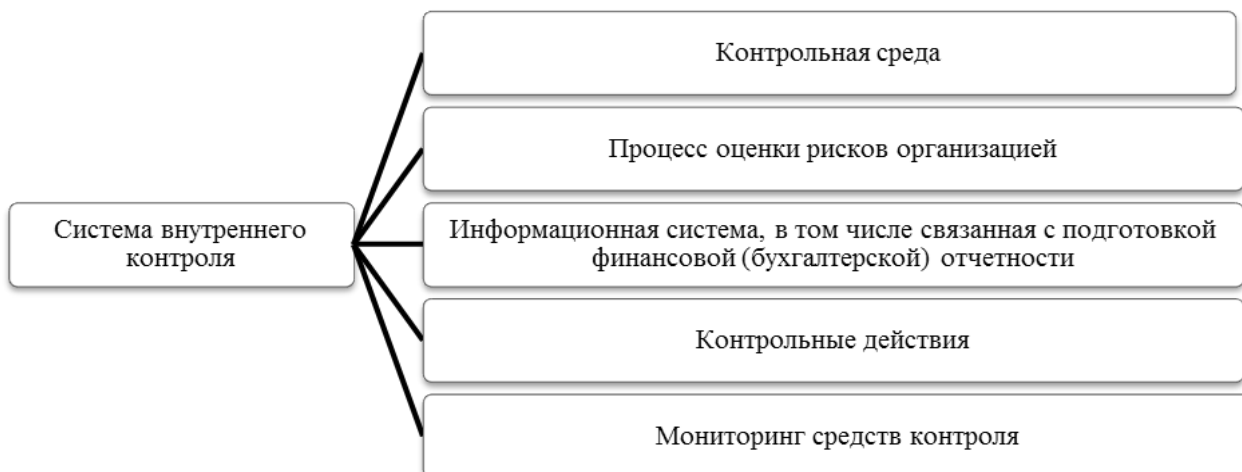 Контрольная среда
Процесс оценки рисков организацией
Система внутреннего
контроля
Информационная система, в том числе связанная с подготовкой
финансовой (бухгалтерской) отчетности
Контрольные действия
Мониторинг средств контроля